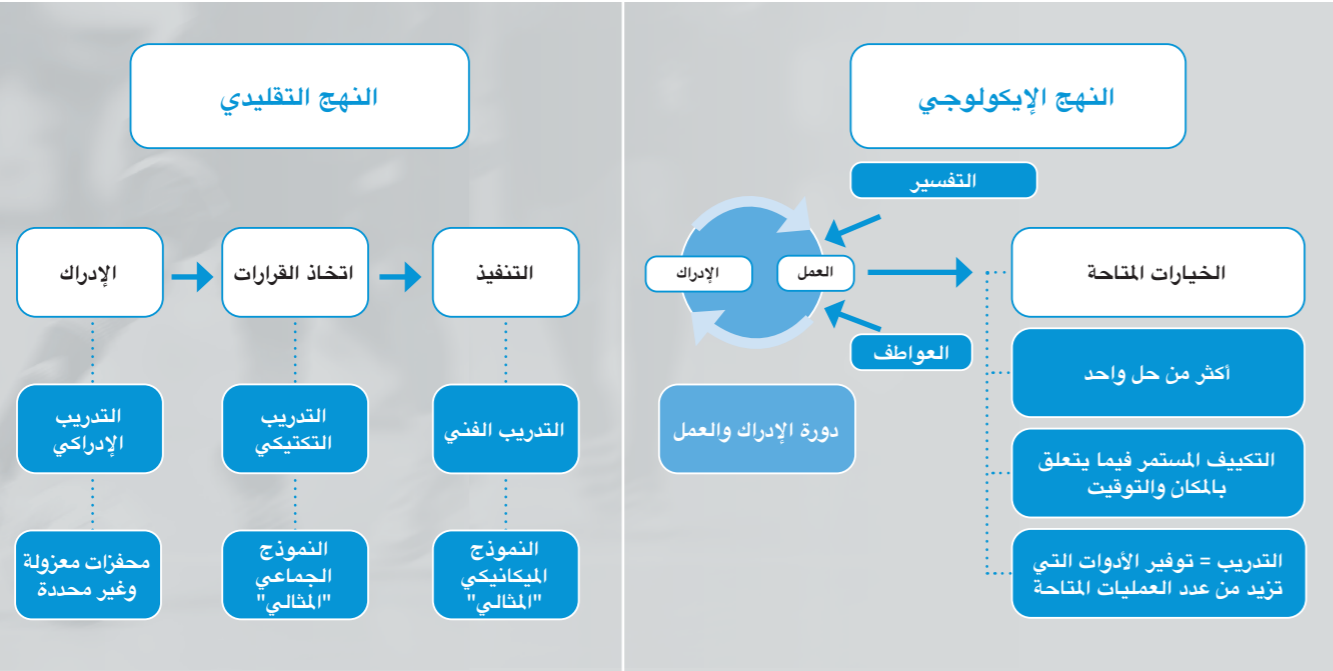 النهج الإيكولوجي
التفسير
العمل
الإدراك
العواطف
دورة الإدراك والعمل
الخيارات المتاحة
أكثر من حل واحد
التكييف المستمر فيما يتعلق
بالمكان والتوقيت
التدريب = توفير الأدوات التي
تزيد من عدد العمليات المتاحة
النهج التقليدي
الإدراك
اتخاذ القرارات
التنفيذ
التدريب
الإدراكي
التدريب
التكتيكي
التدريب الفني
محفزات معزولة
وغير محددة
النموذج
الجماعي
"المثالي"
النموذج
الميكانيكي
"المثالي"